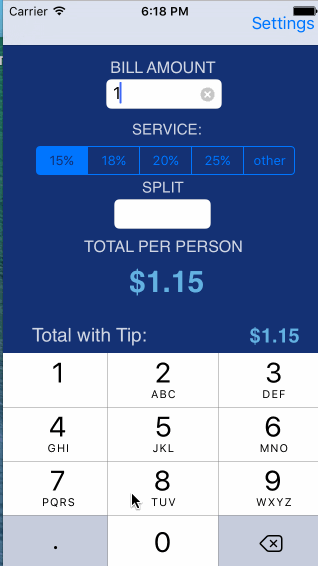 Carrier 6:18 PM
Settings
BILL AMOUNT
1
SERVICE:
15% 18% 20% 25% other
SPLIT
TOTAL PER PERSON
$1.15
Total with Tip: $1.15
1 2 3
ABC DEF
4 5 6
GHI JKL MNO
7 8 9
PQRS TUV WXYZ
. 0